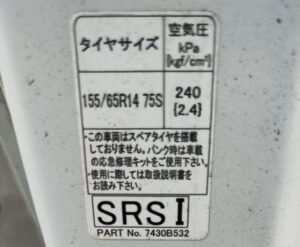 タイヤサイズ 空気圧
kPa
{kgf/cm²}
155/65R14 75S 240
{2.4}
・この車両はスペアタイヤを搭載
しておりません。パンク時は車載
の応急修理キットをご使用下さい。
・使用に際しては取扱説明書を
お読み下さい。
SRS I
PART No. 7430B532